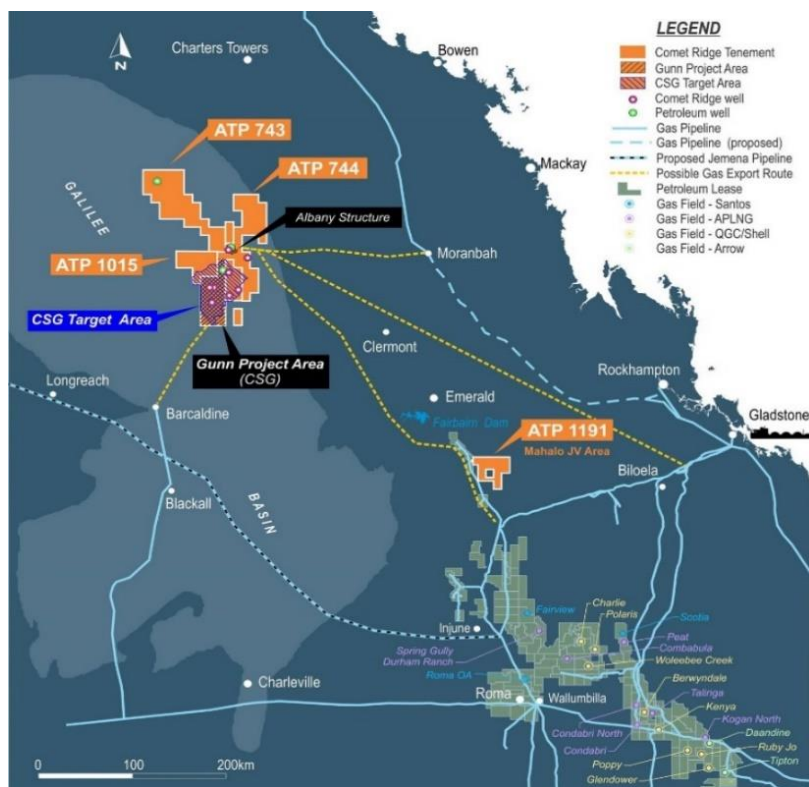 LEGEND
Comet Ridge Tenement
Gunn Project Area
CSG Target Area
Comet Ridge well
Petroleum well
Gas Pipeline
Gas Pipeline (proposed)
Proposed Jemena Pipeline
Possible Gas Export Route
Petroleum Lease
Gas Field - Santos
Gas Field - APLNG
Gas Field - QGC/Shell
Gas Field - Arrow
N
Charters Towers
Bowen
ATP 743
Mackay
ATP 744
GALILEE
Albany Structure
ATP 1015
Moranbah
CSG Target Area
Clermont
Gunn Project Area
(CSG)
Longreach
Rockhampton
Emerald
Barcaldine
Fairbairn Dam
Gladstone
ATP 1191
Mahalo JV Area
Biloela
Blackall
BASIN
Fairview
Charlie
Polaris
Scotia
Injune
Peat
Spring Gully
Combabula
Durham Ranch
Woleebee Creek
Roma OA
Berwyndale
Charleville
Talinga
Roma
Wallumbilla
Kenya
Kogan North
Condabri North
Daandine
Condabri
Ruby Jo
Poppy
Tipton
Glendower
0
100
200km